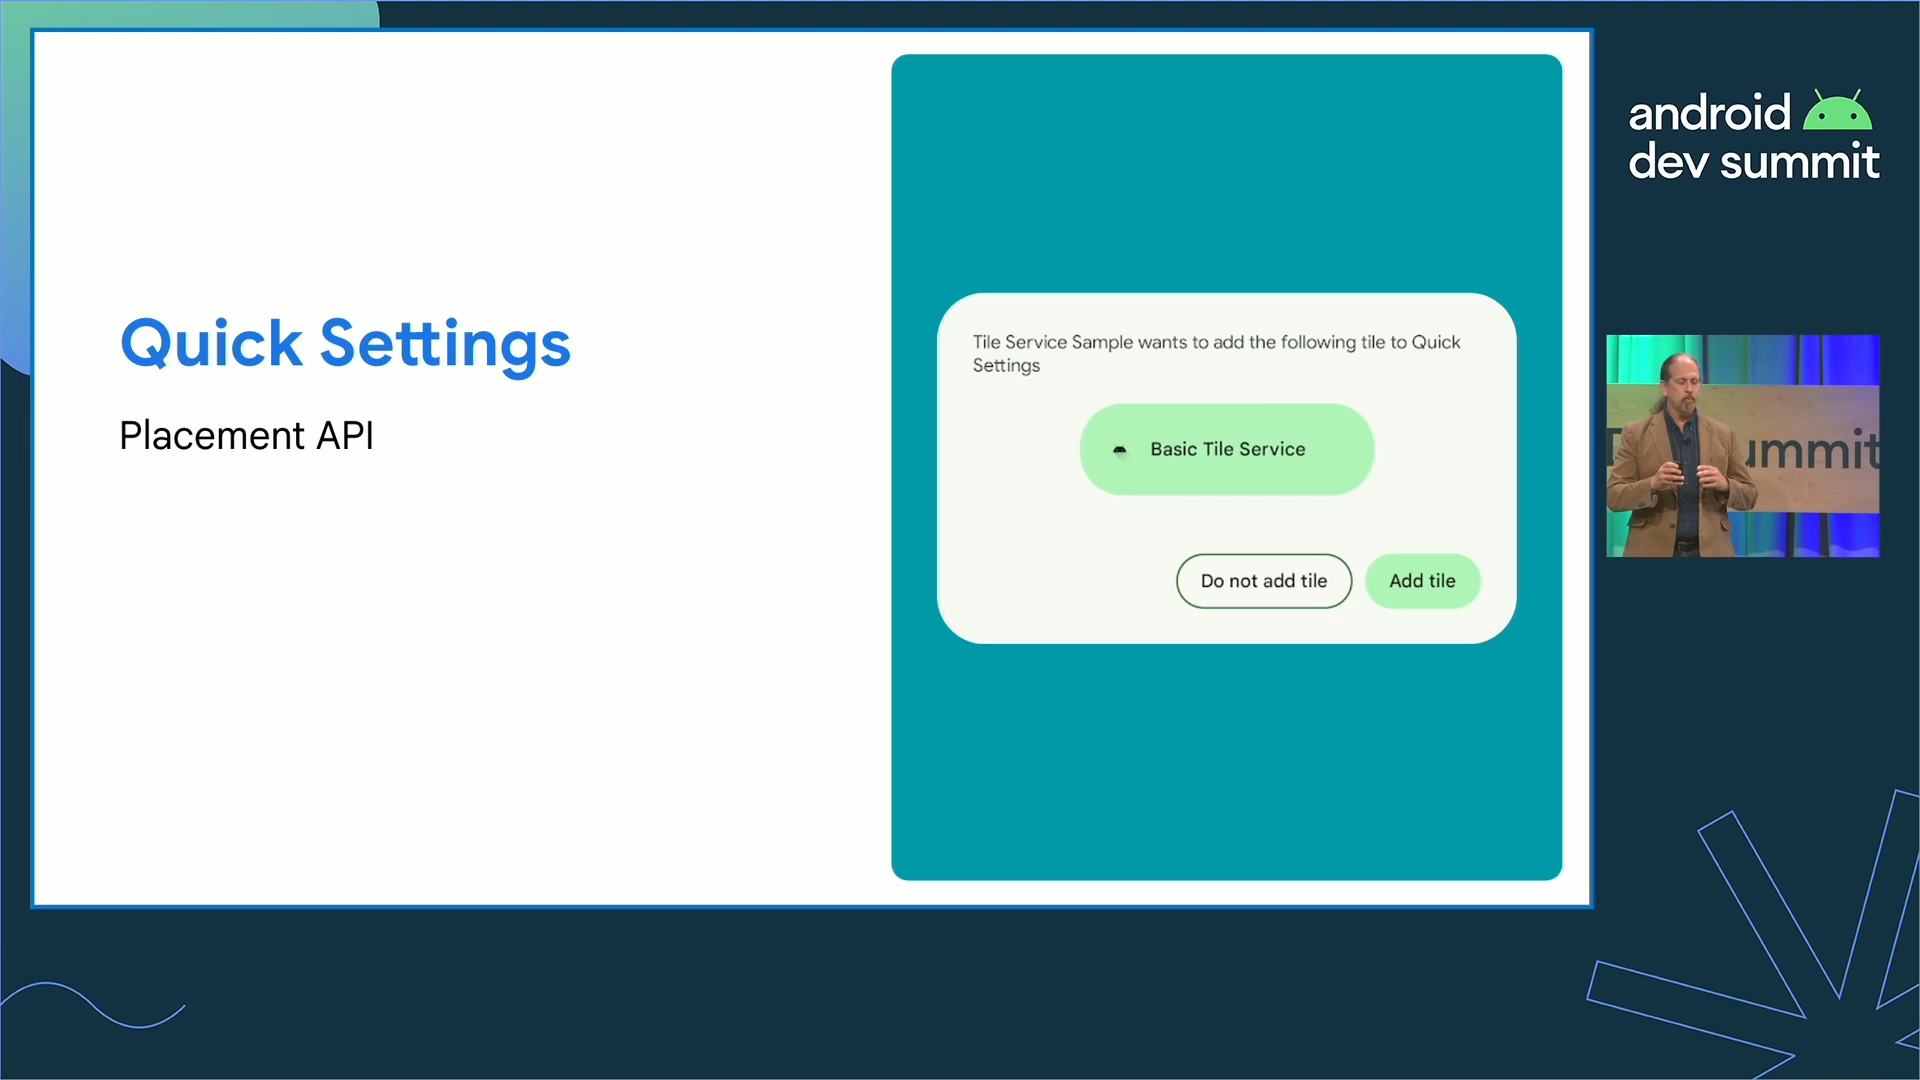 Quick Settings
Placement API
Tile Service Sample wants to add the following tile to Quick
Settings
Basic Tile Service
Do not add tile
Add tile
android
dev summit
ummit